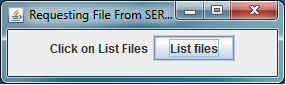 Requesting File From SER...
Click on List Files List files